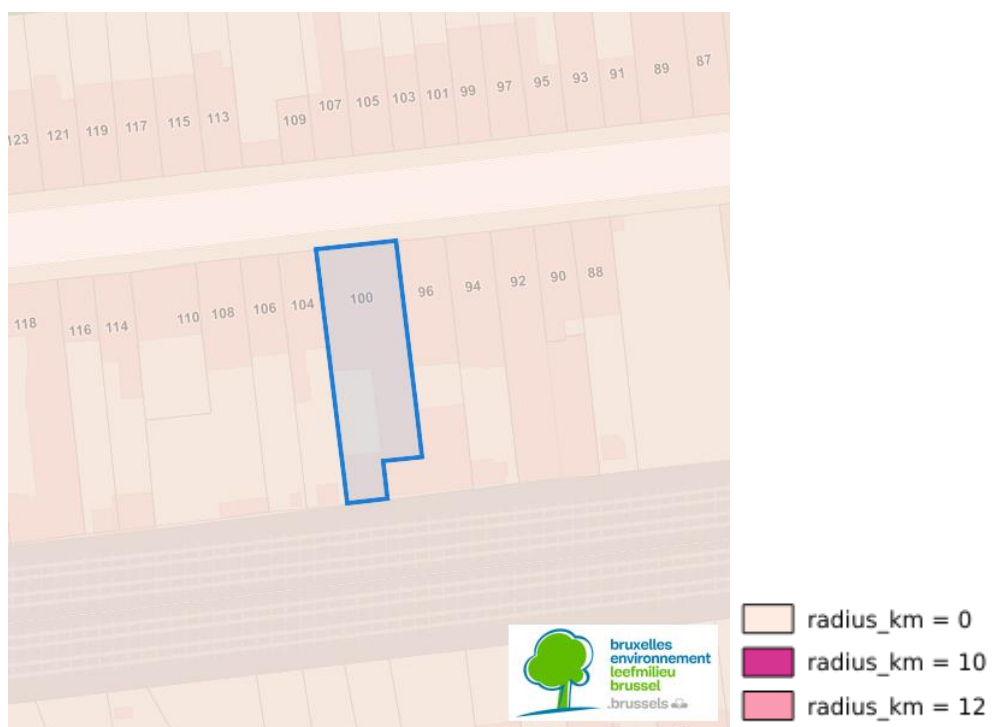 123 121 119 117 115 113 109 107 105 103 101 99 97 95 93 91 89 87
118 116 114 110 108 106 104 100 96 94 92 90 88
bruxelles
environnement
leefmilieu
brussel
.brussels
radius_km = 0
radius_km = 10
radius_km = 12